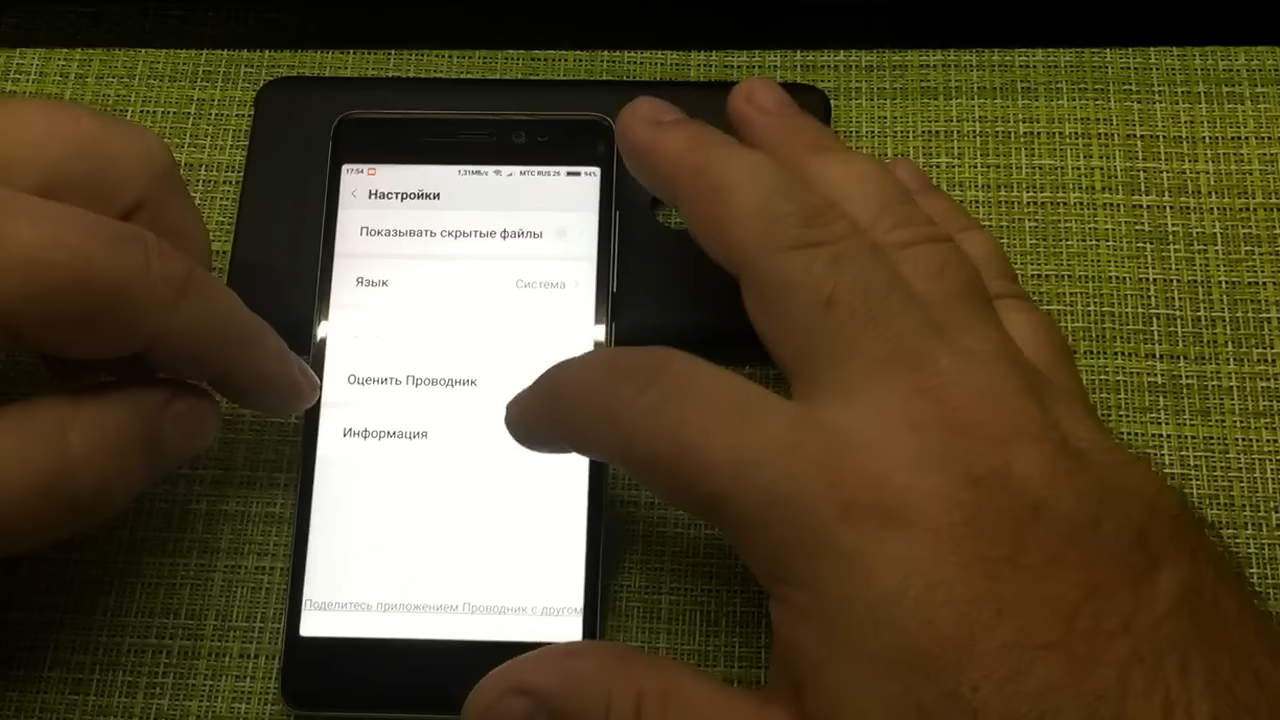 17:54 1,31МБ/с МТС RUS 26 94%
Настройки
Показывать скрытые файлы
Язык Система
Оценить Проводник
Информация
Поделитесь приложением Проводник с другом